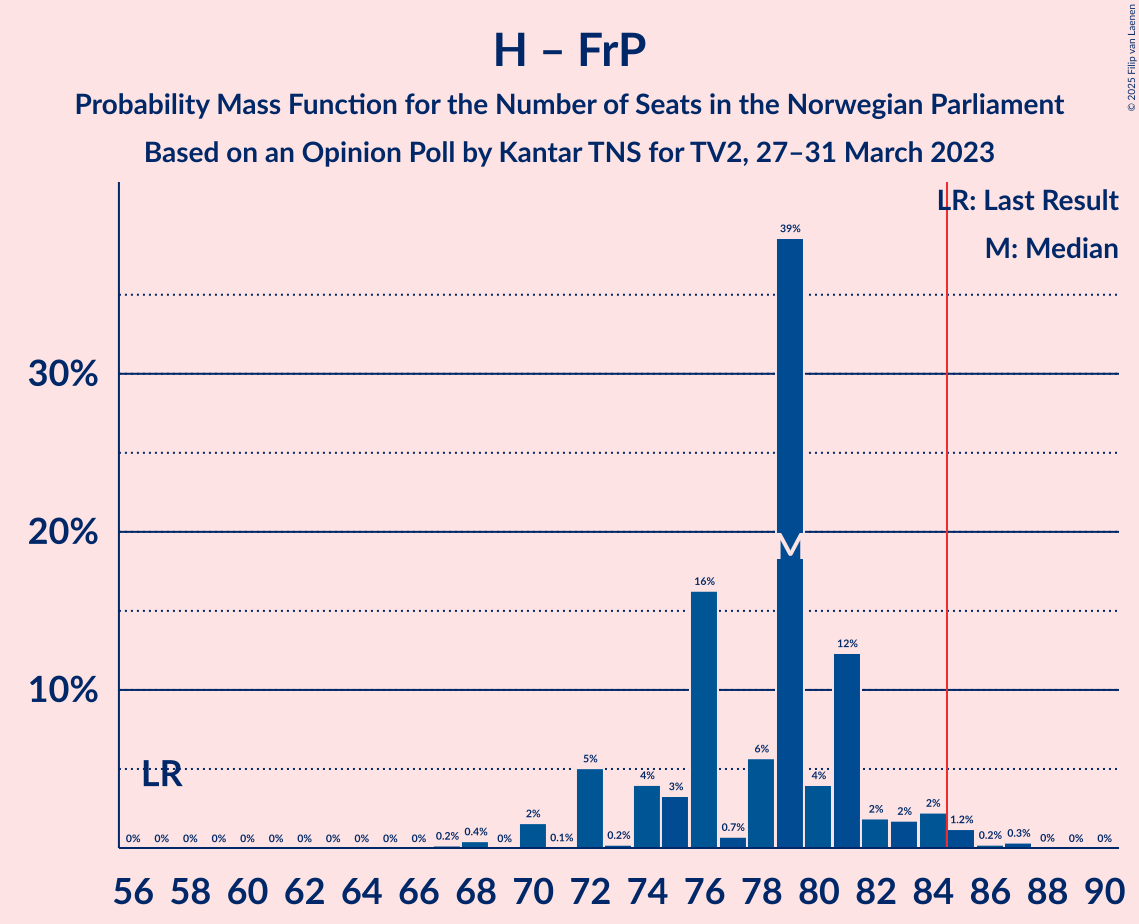 H – FrP
Probability Mass Function for the Number of Seats in the Norwegian Parliament
Based on an Opinion Poll by Kantar TNS for TV2, 27–31 March 2023
© 2025 Filip van Laenen
LR: Last Result
M: Median
39%
30%
20%
M
16%
12%
10%
LR
6%
5%
4%
3%
4%
2%
2%
2%
2%
1.2%
0% 0% 0% 0% 0% 0% 0% 0% 0% 0% 0% 0.2% 0.4% 0% 0.1% 0.2% 0.7% 0.2% 0.3% 0% 0% 0%
56 58 60 62 64 66 68 70 72 74 76 78 80 82 84 86 88 90